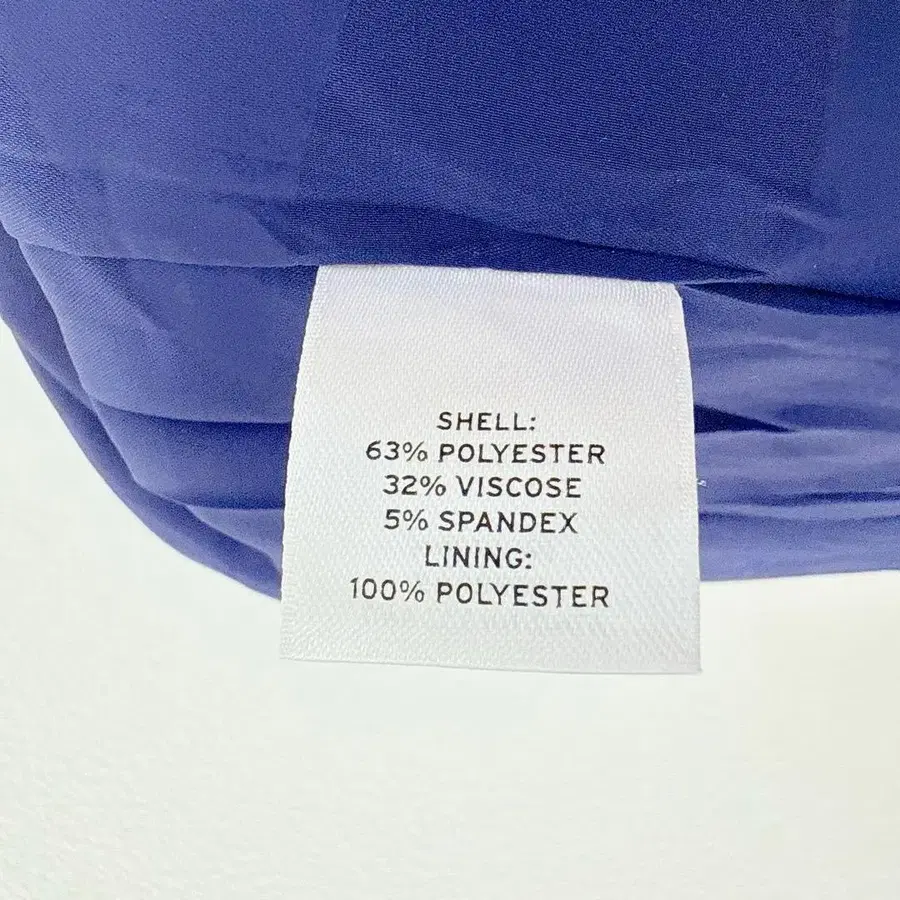 SHELL:
63% POLYESTER
32% VISCOSE
5% SPANDEX
LINING:
100% POLYESTER